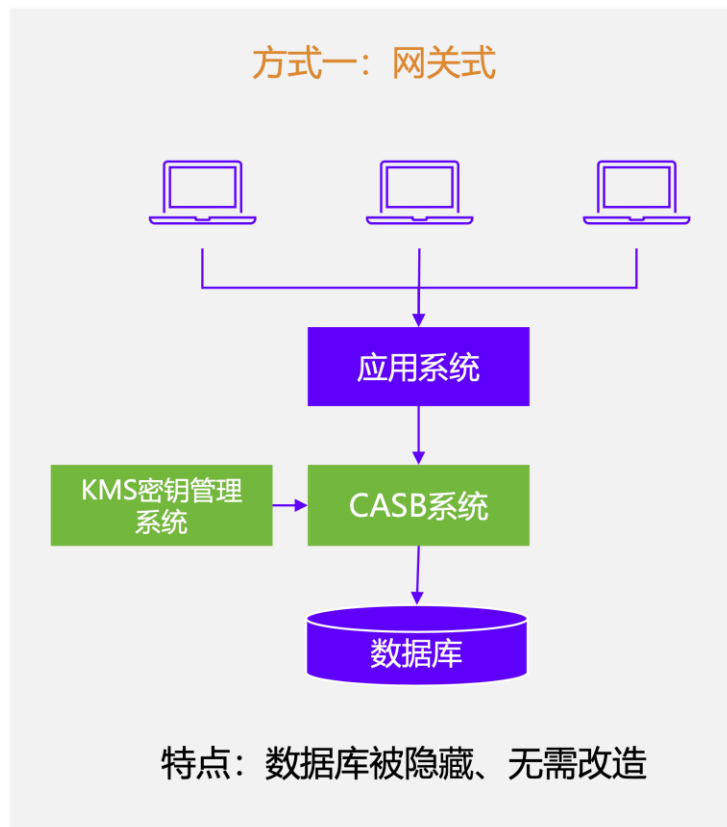 方式一：网关式
应用系统
KMS密钥管理
系统
CASB系统
数据库
特点：数据库被隐藏、无需改造